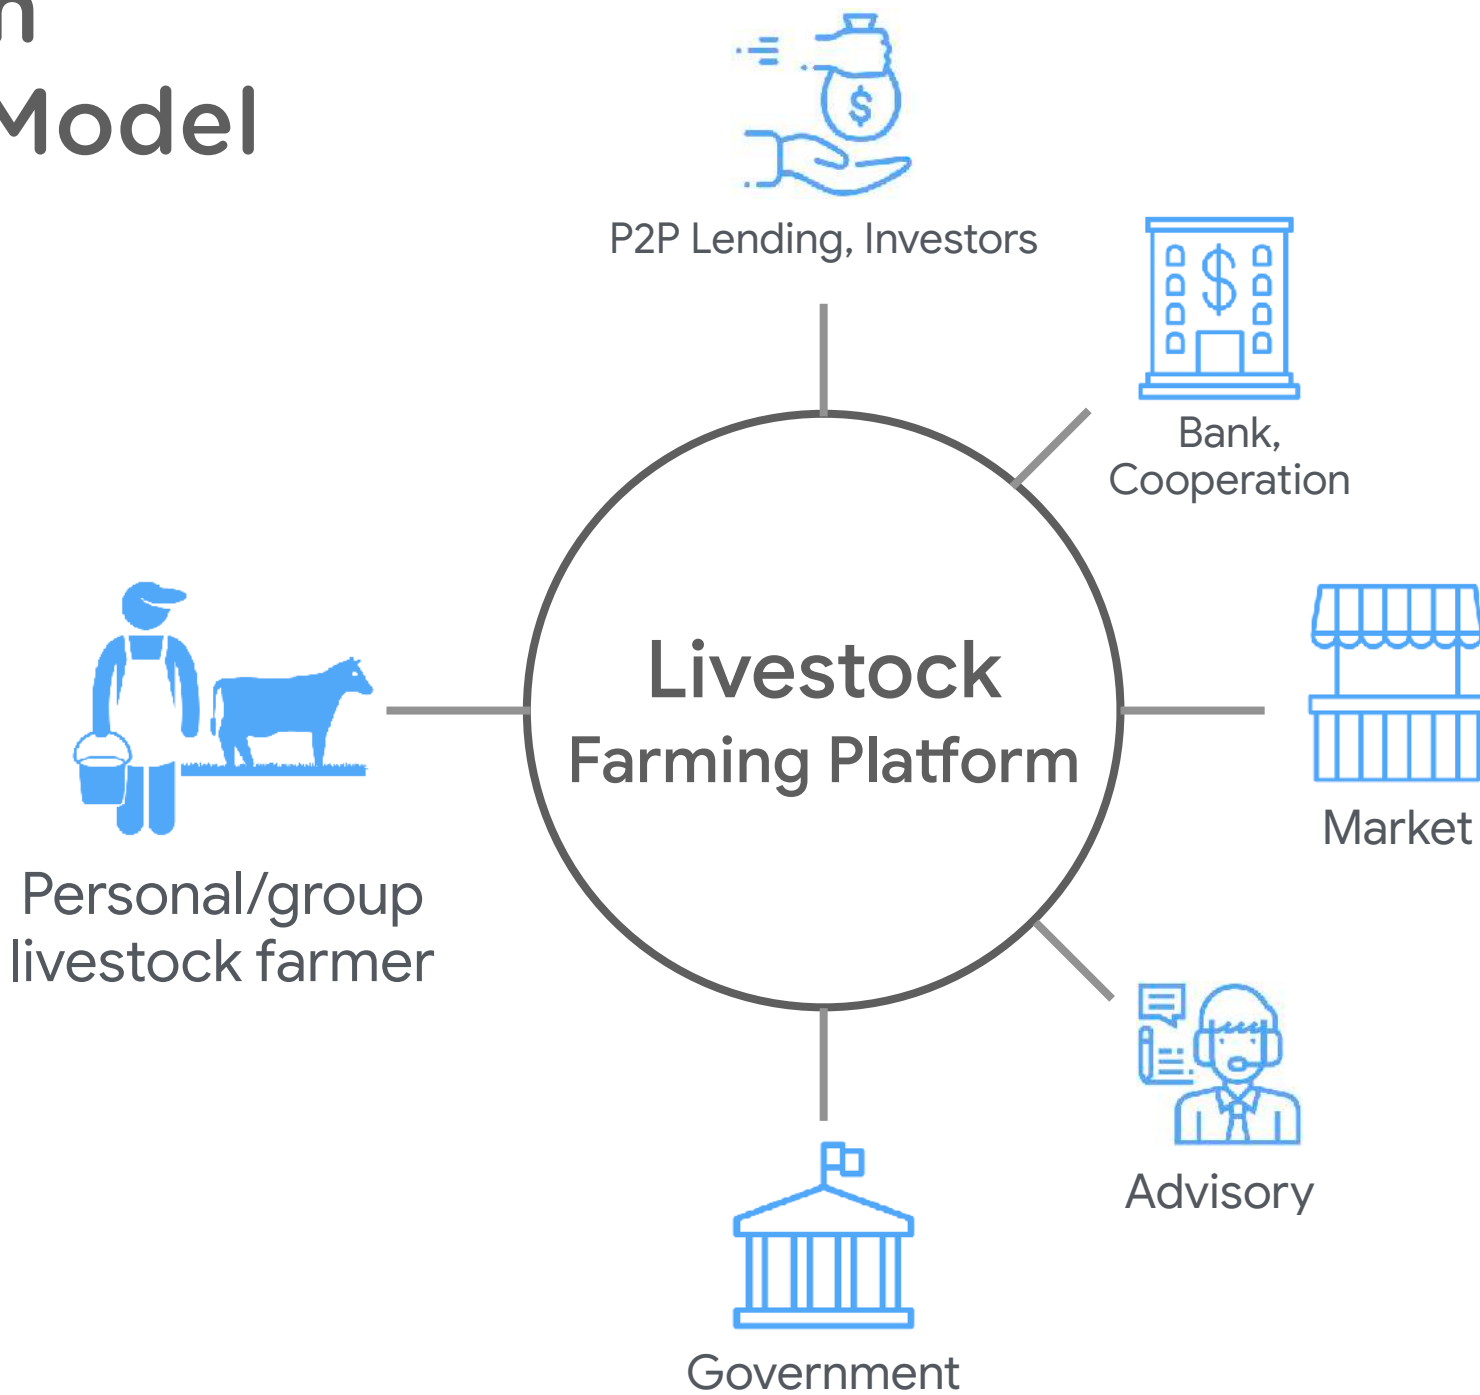 Model
P2P Lending, Investors
Bank,
Cooperation
Livestock
Farming Platform
Market
Personal/group
livestock farmer
Advisory
Government